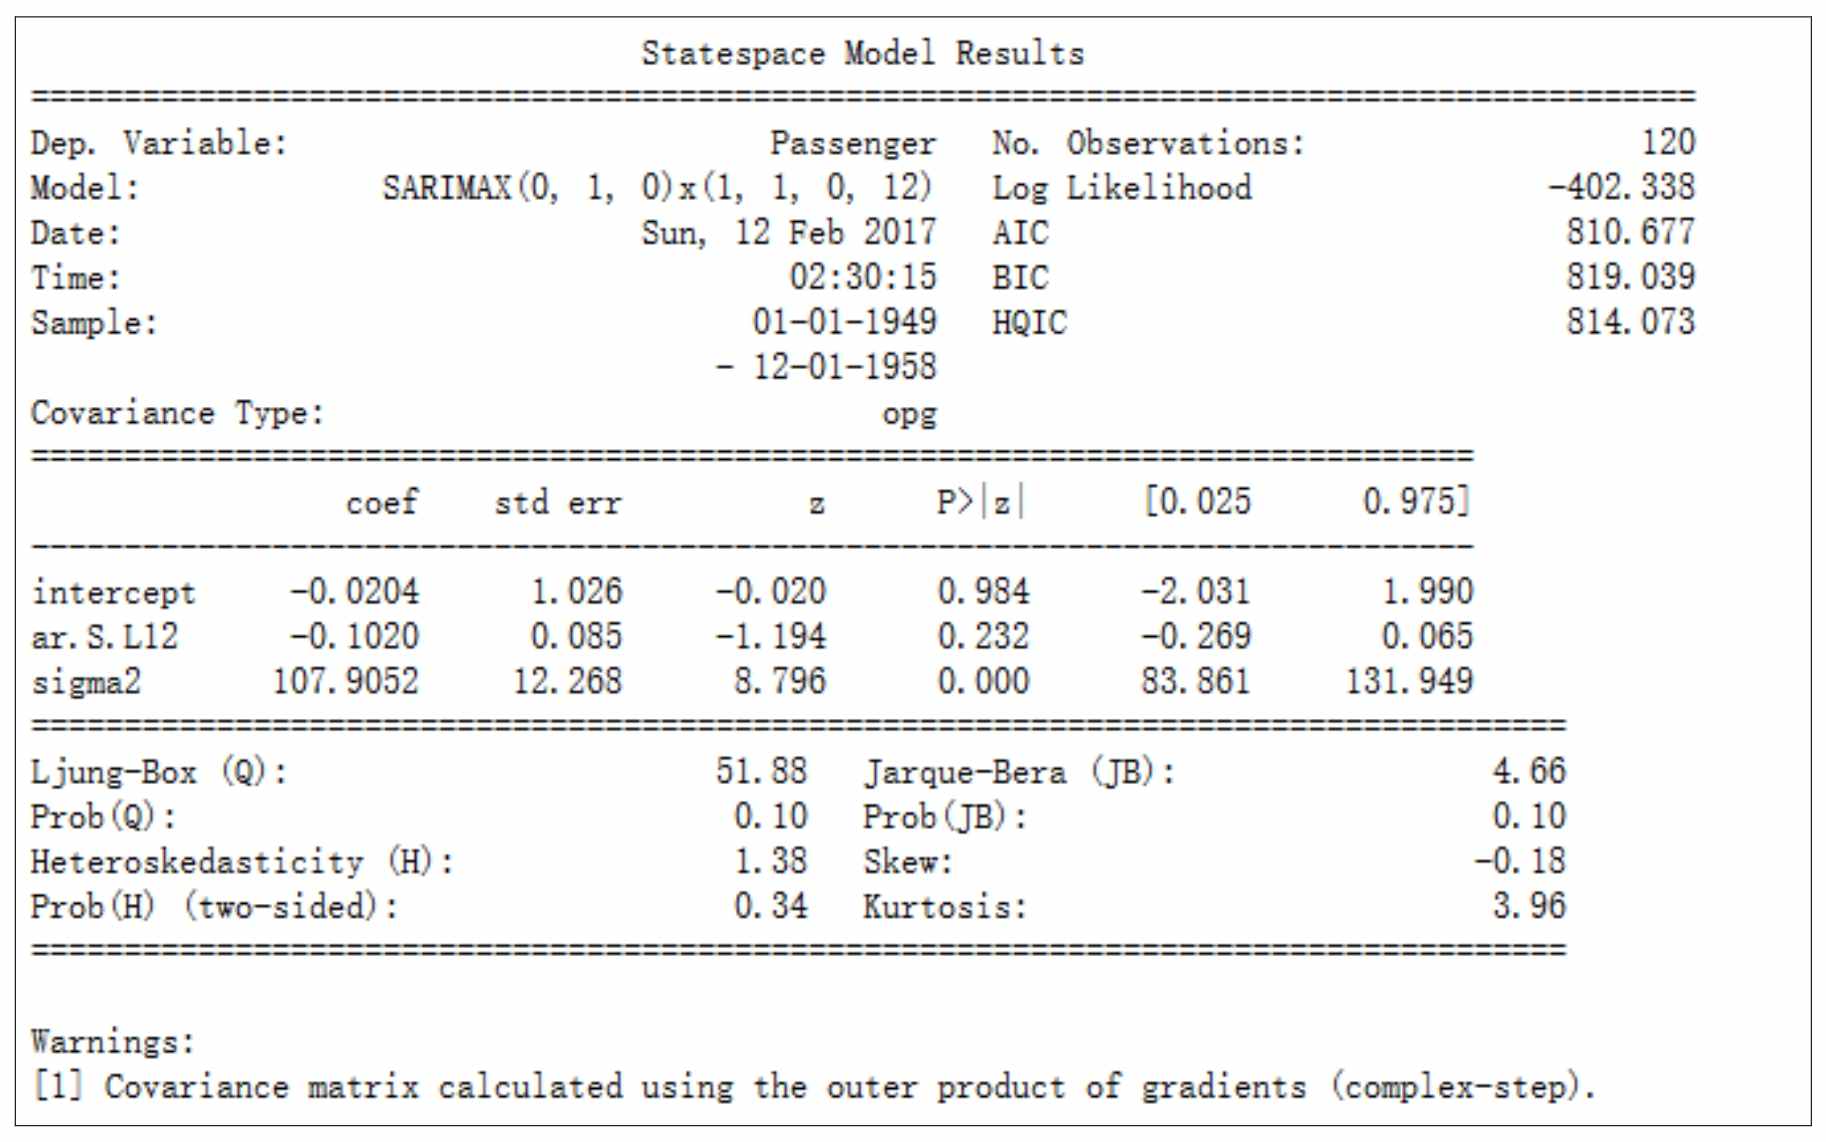 Statespace Model Results
==========================================================================================
Dep. Variable: Passenger No. Observations: 120
Model: SARIMAX(0, 1, 0)x(1, 1, 0, 12) Log Likelihood -402.338
Date: Sun, 12 Feb 2017 AIC 810.677
Time: 02:30:15 BIC 819.039
Sample: 01-01-1949 HQIC 814.073
- 12-01-1958
Covariance Type: opg
==============================================================================
coef std err z P>|z| [0.025 0.975]
------------------------------------------------------------------------------
intercept -0.0204 1.026 -0.020 0.984 -2.031 1.990
ar.S.L12 -0.1020 0.085 -1.194 0.232 -0.269 0.065
sigma2 107.9052 12.268 8.796 0.000 83.861 131.949
===================================================================================
Ljung-Box (Q): 51.88 Jarque-Bera (JB): 4.66
Prob(Q): 0.10 Prob(JB): 0.10
Heteroskedasticity (H): 1.38 Skew: -0.18
Prob(H) (two-sided): 0.34 Kurtosis: 3.96
===================================================================================
Warnings:
[1] Covariance matrix calculated using the outer product of gradients (complex-step).